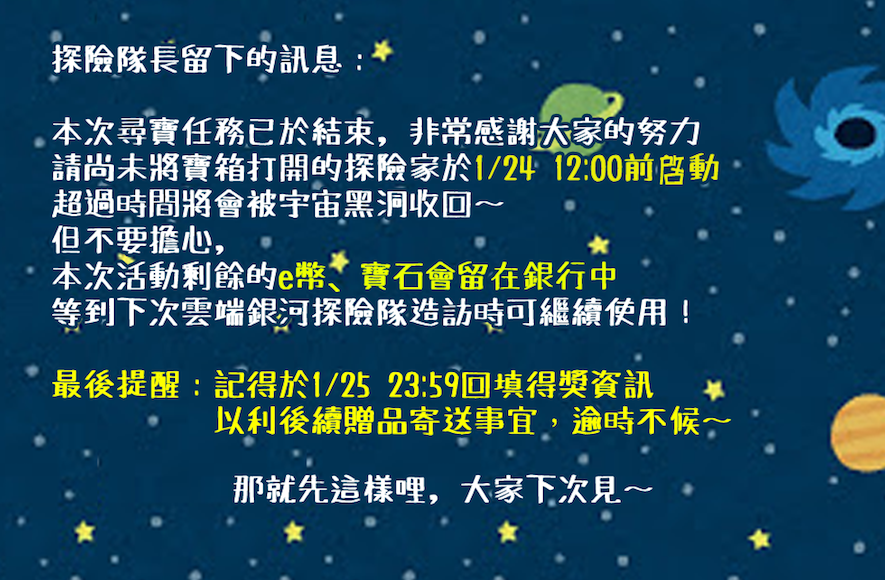 探險隊長留下的訊息：
本次尋寶任務已於結束，非常感謝大家的努力
請尚未將寶箱打開的探險家於1/24 12:00前啟動
超過時間將會被宇宙黑洞收回～
但不要擔心，
本次活動剩餘的e幣、寶石會留在銀行中
等到下次雲端銀河探險隊造訪時可繼續使用！
最後提醒：記得於1/25 23:59回填得獎資訊
以利後續贈品寄送事宜，逾時不候～
那就先這樣哩，大家下次見～